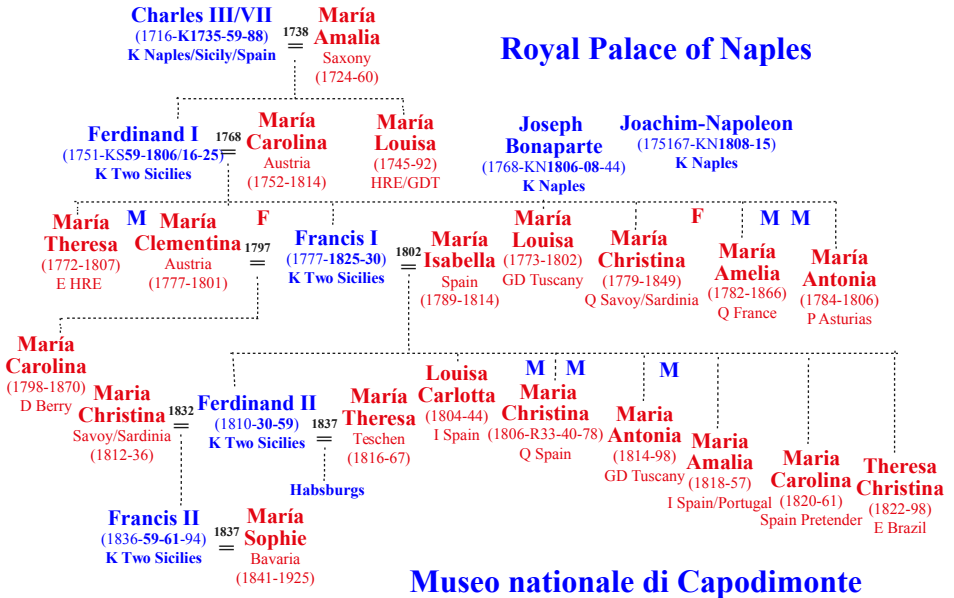 Charles III/VII
(1716-K1735-59-88)
K Naples/Sicily/Spain
1738
=
María
Amalia
Saxony
(1724-60)
Royal Palace of Naples
Ferdinand I
(1751-KS59-1806/16-25)
K Two Sicilies
1768
=
María
Carolina
Austria
(1752-1814)
María
Louisa
(1745-92)
HRE/GDT
Joseph
Bonaparte
(1768-KN1806-08-44)
K Naples
Joachim-Napoleon
(175167-KN1808-15)
K Naples
María
Theresa
(1772-1807)
E HRE
M
María
Clementina
Austria
(1777-1801)
F
1797
=
Francis I
(1777-1825-30)
K Two Sicilies
1802
=
María
Isabella
Spain
(1789-1814)
María
Louisa
(1773-1802)
GD Tuscany
María
Christina
(1779-1849)
Q Savoy/Sardinia
F
María
Amelia
(1782-1866)
Q France
M
M
María
Antonia
(1784-1806)
P Asturias
María
Carolina
(1798-1870)
D Berry
Maria
Christina
Savoy/Sardinia
(1812-36)
1832
=
Ferdinand II
(1810-30-59)
K Two Sicilies
1837
=
María
Theresa
Teschen
(1816-67)
Habsburgs
Louisa
Carlotta
(1804-44)
I Spain
M
M
Maria
Christina
(1806-R33-40-78)
Q Spain
M
Maria
Antonia
(1814-98)
GD Tuscany
Maria
Amalia
(1818-57)
I Spain/Portugal
Maria
Carolina
(1820-61)
Spain Pretender
Theresa
Christina
(1822-98)
E Brazil
Francis II
(1836-59-61-94)
K Two Sicilies
1837
=
María
Sophie
Bavaria
(1841-1925)
Museo nationale di Capodimonte